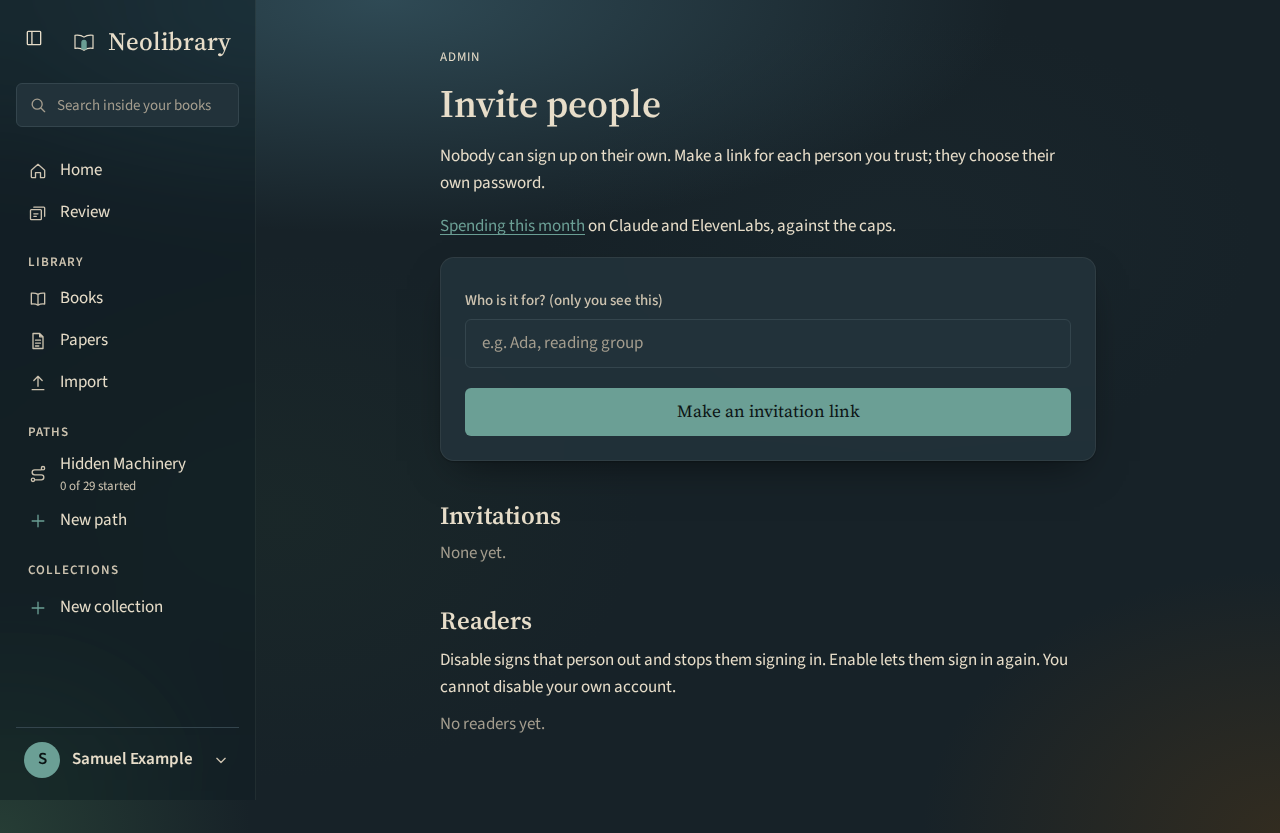 Neolibrary
Search inside your books
Home
Review
LIBRARY
Books
Papers
Import
PATHS
Hidden Machinery
0 of 29 started
New path
COLLECTIONS
New collection
S
Samuel Example
ADMIN
Invite people
Nobody can sign up on their own. Make a link for each person you trust; they choose their
own password.
Spending this month on Claude and ElevenLabs, against the caps.
Who is it for? (only you see this)
e.g. Ada, reading group
Make an invitation link
Invitations
None yet.
Readers
Disable signs that person out and stops them signing in. Enable lets them sign in again. You
cannot disable your own account.
No readers yet.